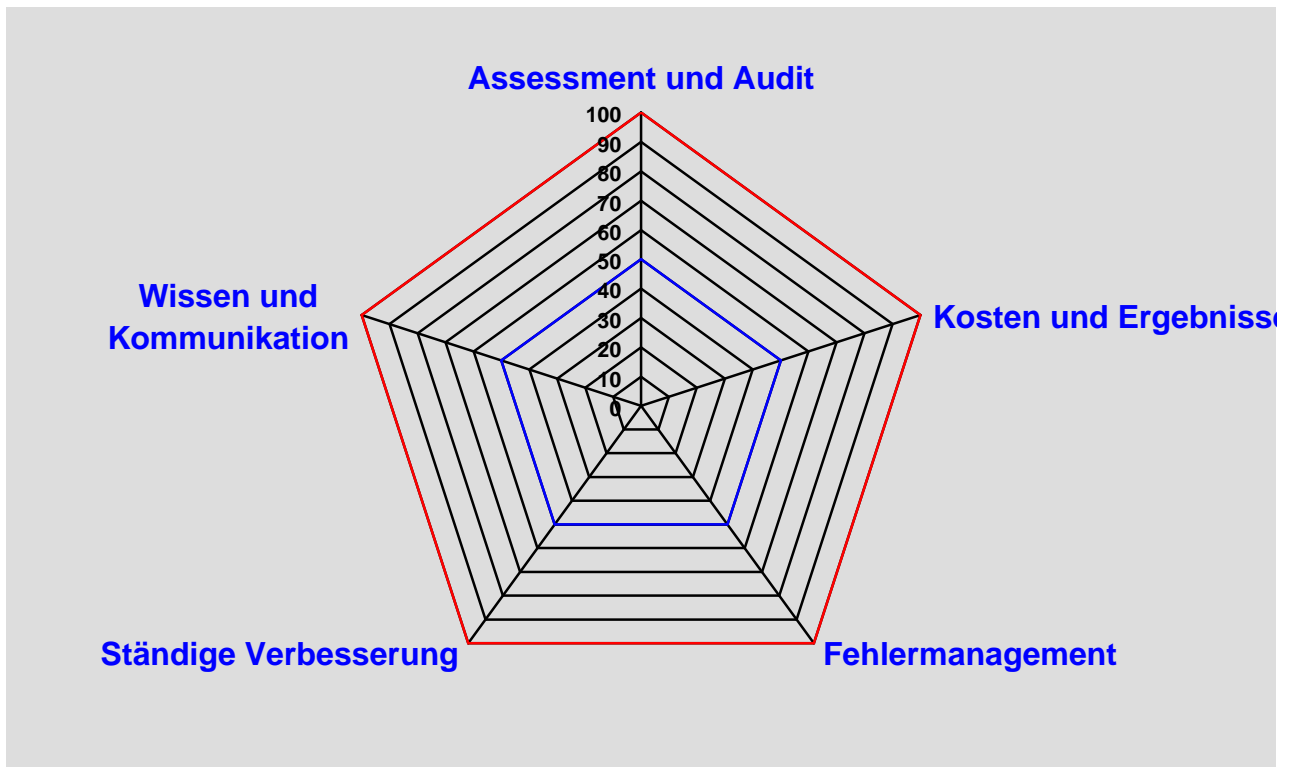 Assessment und Audit
100
90
80
70
60
50
40
30
20
10
0
Wissen und
Kommunikation
Kosten und Ergebnisse
Ständige Verbesserung
Fehlermanagement